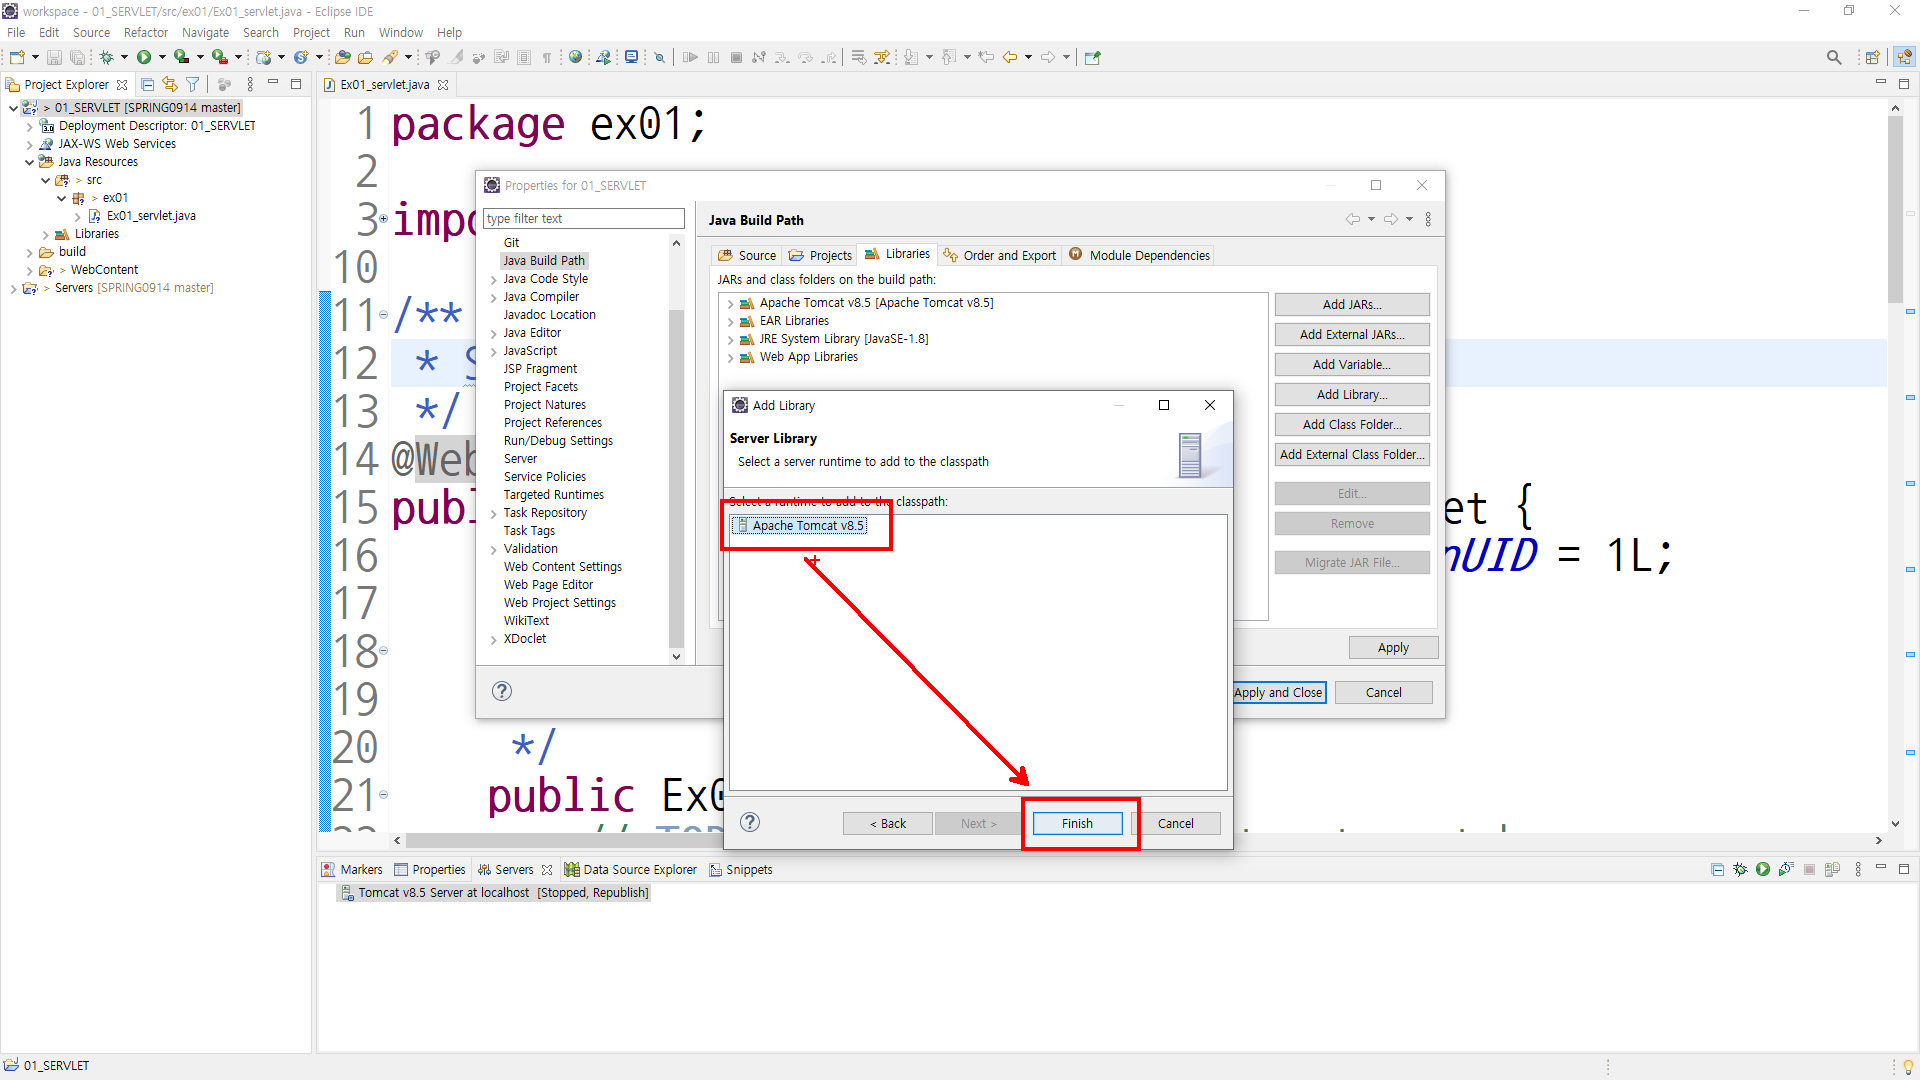 workspace - 01_SERVLET/src/ex01/Ex01_servlet.java - Eclipse IDE
File Edit Source Refactor Navigate Search Project Run Window Help
Project Explorer
> 01_SERVLET [SPRING0914 master]
Deployment Descriptor: 01_SERVLET
JAX-WS Web Services
Java Resources
> src
> ex01
Ex01_servlet.java
Libraries
build
> WebContent
> Servers [SPRING0914 master]
Ex01_servlet.java
1 package ex01;
2
3 impo
10
11 /**
12 * S
13 */
14 @Web
15 publ et {
16 nUID = 1L;
17
18
19
20 */
21 public Ex0
Properties for 01_SERVLET
type filter text
Git
Java Build Path
Java Code Style
Java Compiler
Javadoc Location
Java Editor
JavaScript
JSP Fragment
Project Facets
Project Natures
Project References
Run/Debug Settings
Server
Service Policies
Targeted Runtimes
Task Repository
Task Tags
Validation
Web Content Settings
Web Page Editor
Web Project Settings
WikiText
XDoclet
Java Build Path
Source Projects Libraries Order and Export Module Dependencies
JARs and class folders on the build path:
Apache Tomcat v8.5 [Apache Tomcat v8.5]
EAR Libraries
JRE System Library [JavaSE-1.8]
Web App Libraries
Add JARs...
Add External JARs...
Add Variable...
Add Library...
Add Class Folder...
Add External Class Folder...
Edit...
Remove
Migrate JAR File...
Apply
Apply and Close Cancel
Add Library
Server Library
Select a server runtime to add to the classpath
Select a runtime to add to the classpath:
Apache Tomcat v8.5
< Back Next > Finish Cancel
Markers Properties Servers Data Source Explorer Snippets
Tomcat v8.5 Server at localhost [Stopped, Republish]
01_SERVLET